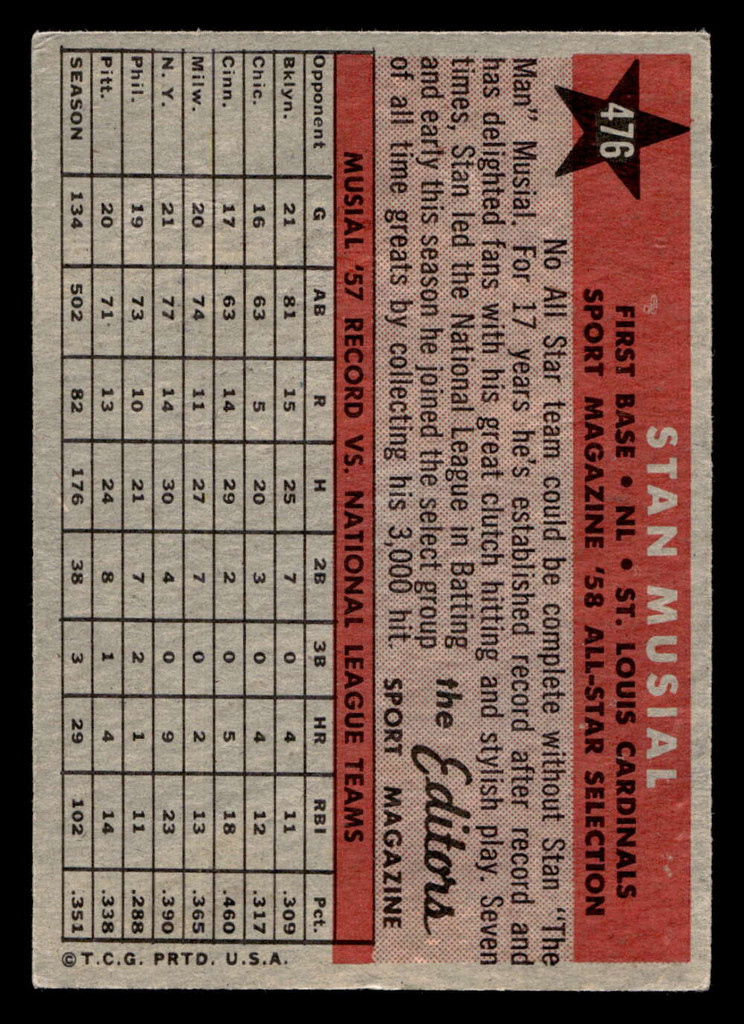 476
STAN MUSIAL
FIRST BASE • NL • ST. LOUIS CARDINALS
SPORT MAGAZINE '58 ALL-STAR SELECTION
No All Star team could be complete without Stan "The
Man" Musial. For 17 years he's established record after record and
has delighted fans with his great clutch hitting and stylish play. Seven
times, Stan led the National League in Batting
and early this season he joined the select group
of all time greats by collecting his 3,000 hit.
the Editors
SPORT MAGAZINE
MUSIAL '57 RECORD VS. NATIONAL LEAGUE TEAMS
Opponent G AB R H 2B 3B HR RBI Pct.
Bklyn. 21 81 15 25 7 0 4 11 .309
Chic. 16 63 5 20 3 0 4 12 .317
Cinn. 17 63 14 29 2 0 5 18 .460
Milw. 20 74 11 27 7 0 2 13 .365
N. Y. 21 77 14 30 4 0 9 23 .390
Phil. 19 73 10 21 7 2 1 11 .288
Pitt. 20 71 13 24 8 1 4 14 .338
SEASON 134 502 82 176 38 3 29 102 .351
© T.C.G. PRTD. U.S.A.